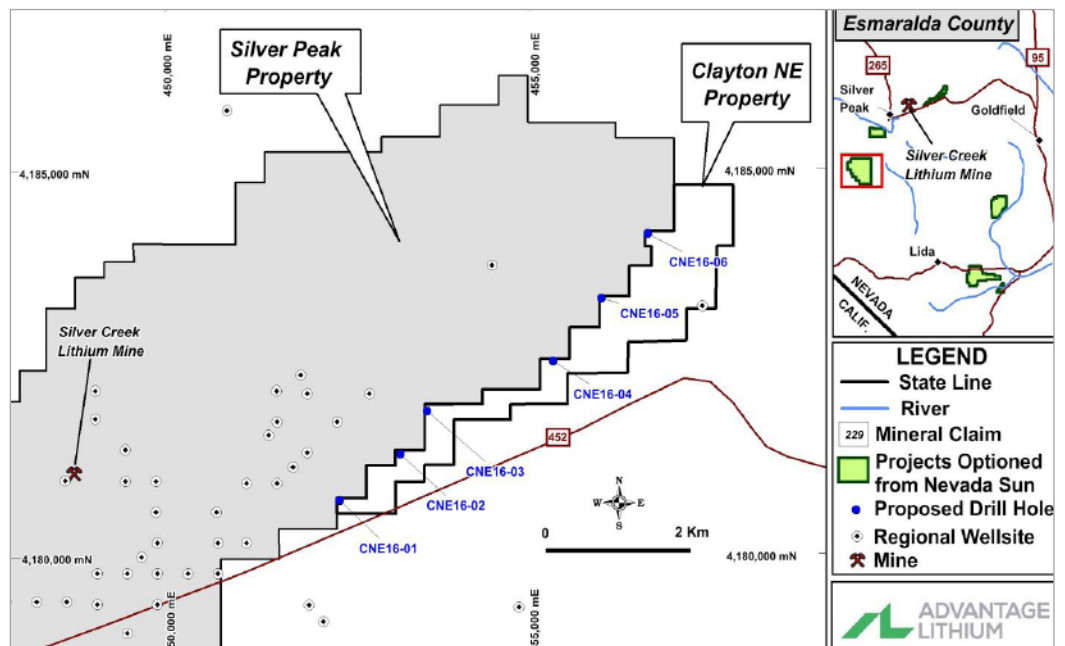 450,000 mE
455,000 mE
Silver Peak
Property
Clayton NE
Property
4,185,000 mN
4,185,000 mN
CNE16-06
CNE16-05
CNE16-04
CNE16-03
CNE16-02
CNE16-01
Silver Creek
Lithium Mine
452
N
W E
S
0 2 Km
4,180,000 mN
4,180,000 mN
50,000 mE
55,000 mE
Esmaralda County
265
95
Silver
Peak
Goldfield
Silver Creek
Lithium Mine
Lida
NEVADA
CALIF.
LEGEND
State Line
River
229 Mineral Claim
Projects Optioned
from Nevada Sun
Proposed Drill Hole
Regional Wellsite
Mine
ADVANTAGE
LITHIUM